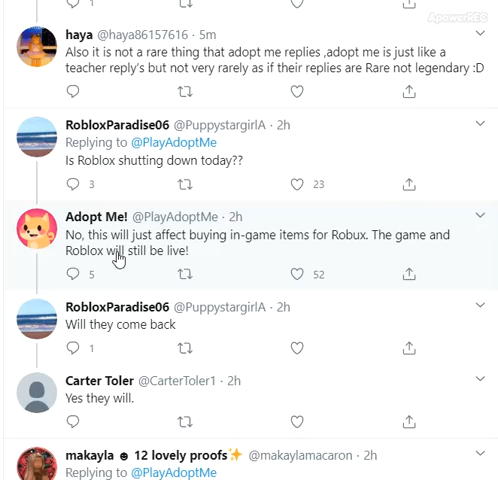 1
ApowerREC
haya @haya86157616 · 5m
Also it is not a rare thing that adopt me replies ,adopt me is just like a
teacher reply's but not very rarely as if their replies are Rare not legendary :D
RobloxParadise06 @PuppystargirlA · 2h
Replying to @PlayAdoptMe
Is Roblox shutting down today??
3 23
Adopt Me! @PlayAdoptMe · 2h
No, this will just affect buying in-game items for Robux. The game and
Roblox will still be live!
5 52
RobloxParadise06 @PuppystargirlA · 2h
Will they come back
1
Carter Toler @CarterToler1 · 2h
Yes they will.
makayla ☻ 12 lovely proofs✨ @makaylamacaron · 2h
Replying to @PlayAdoptMe